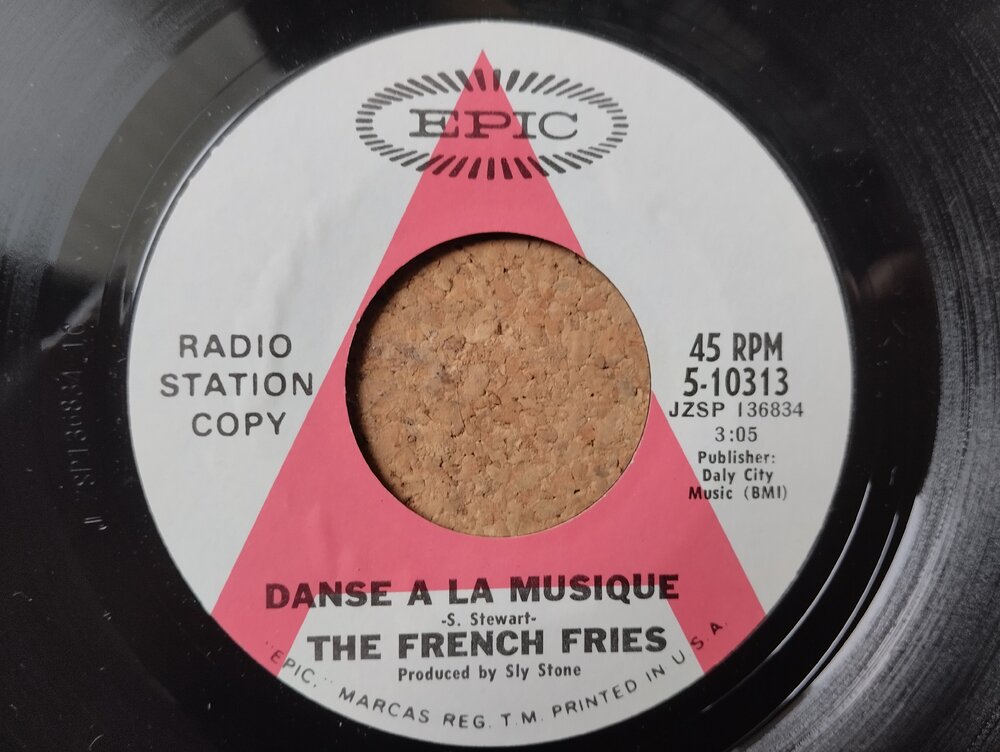 EPIC
RADIO
STATION
COPY
45 RPM
5-10313
JZSP 136834
3:05
Publisher:
Daly City
Music (BMI)
DANSE A LA MUSIQUE
-S. Stewart-
THE FRENCH FRIES
Produced by Sly Stone
"EPIC," MARCAS REG. T.M. PRINTED IN U.S.A.